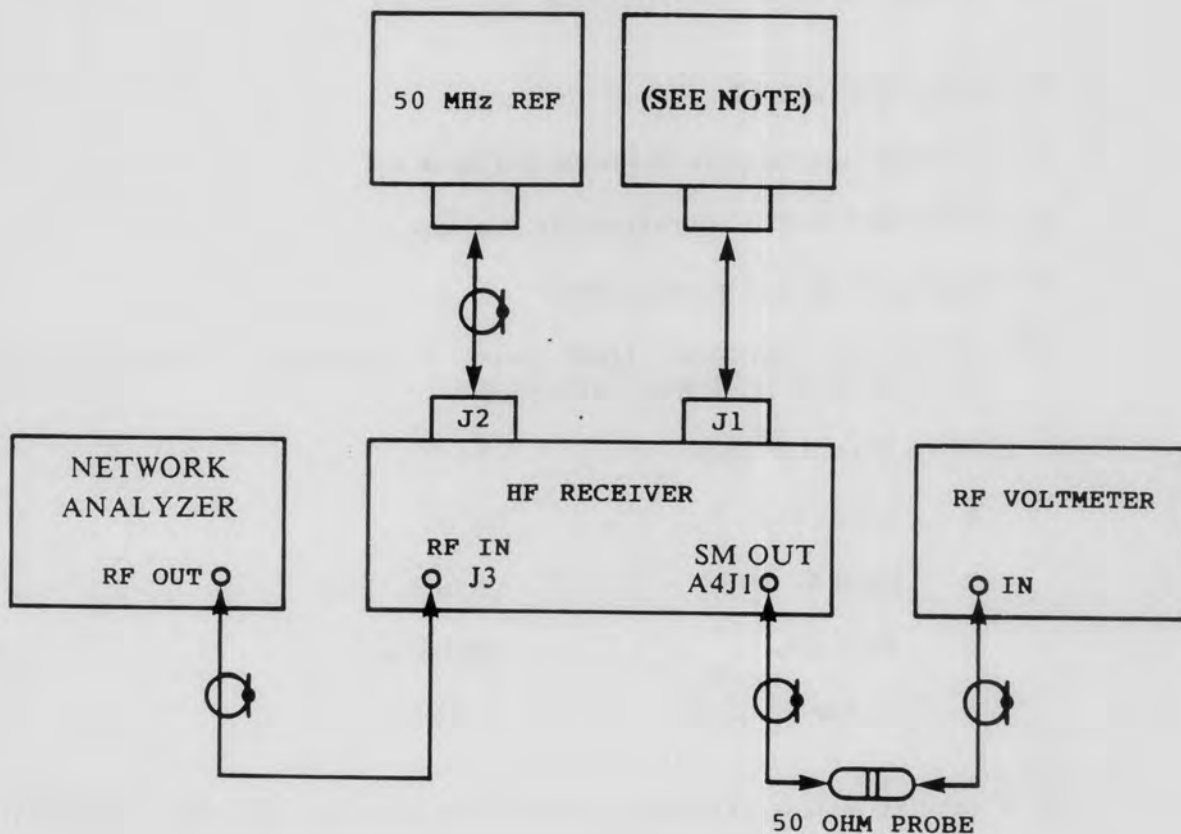 50 MHz REF
(SEE NOTE)
J2
J1
NETWORK
ANALYZER
RF OUT
HF RECEIVER
RF IN
J3
SM OUT
A4J1
RF VOLTMETER
IN
50 OHM PROBE